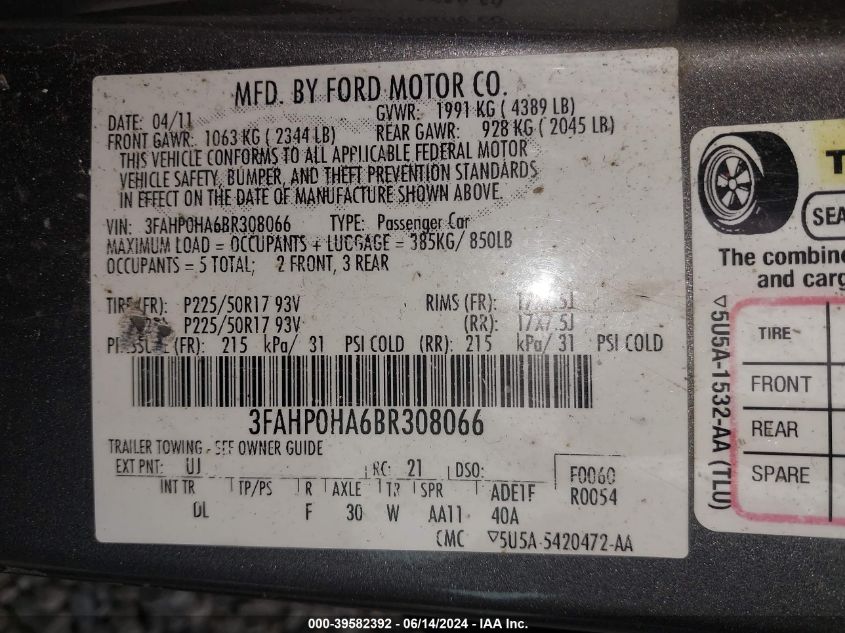 MFD. BY FORD MOTOR CO.
DATE: 04/11 GVWR: 1991 KG ( 4389 LB)
FRONT GAWR: 1063 KG ( 2344 LB) REAR GAWR: 928 KG ( 2045 LB)
THIS VEHICLE CONFORMS TO ALL APPLICABLE FEDERAL MOTOR
VEHICLE SAFETY, BUMPER, AND THEFT PREVENTION STANDARDS
IN EFFECT ON THE DATE OF MANUFACTURE SHOWN ABOVE.
VIN: 3FAHP0HA6BR308066 TYPE: Passenger Car
MAXIMUM LOAD = OCCUPANTS + LUGGAGE = 385KG/ 850LB
OCCUPANTS = 5 TOTAL; 2 FRONT, 3 REAR
TIRE(FR): P225/50R17 93V RIMS (FR): 17X7.5J
P225/50R17 93V (RR): 17X7.5J
PRESSURE (FR): 215 kPa/ 31 PSI COLD (RR): 215 kPa/ 31 PSI COLD
3FAHP0HA6BR308066
TRAILER TOWING - SEE OWNER GUIDE
EXT PNT: UJ RC: 21 DSO: F0060
R0054
INT TR TP/PS R AXLE TR SPR ADE1F
DL F 30 W AA11 40A
CMC ▽5U5A-5420472-AA
T
SEA
The combine
and carg
TIRE
FRONT
REAR
SPARE
▽5U5A-1532-AA (TLU)
000-39582392 - 06/14/2024 - IAA Inc.